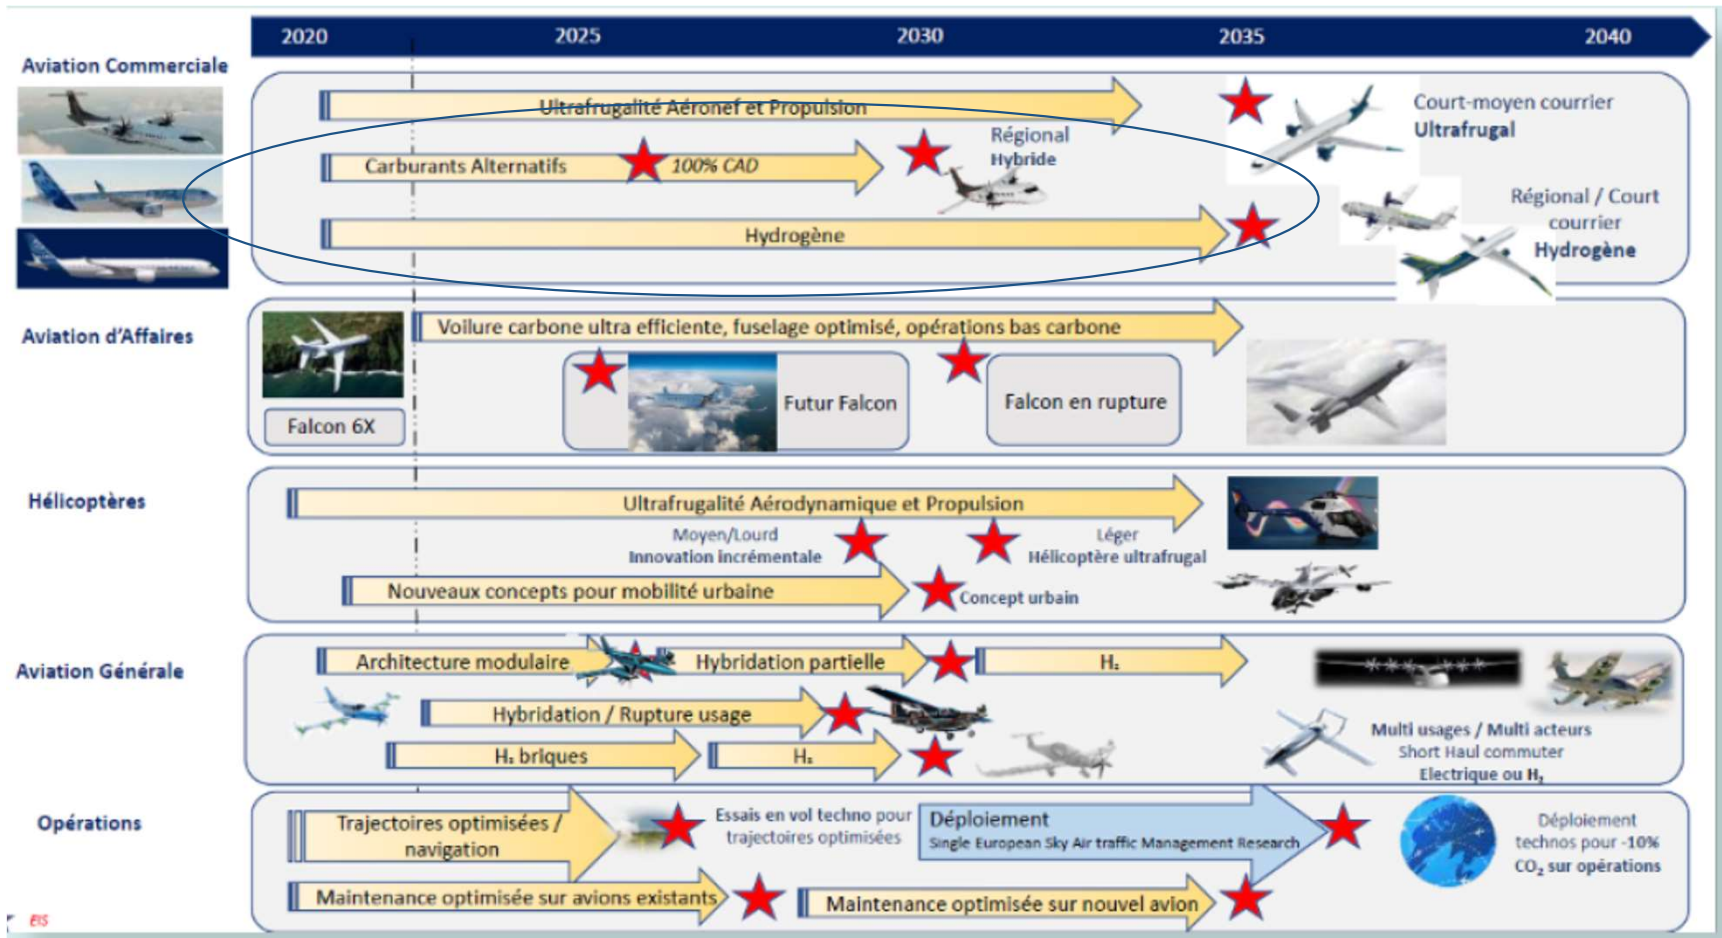 2020 2025 2030 2035 2040
Aviation Commerciale
Ultrafrugalité Aéronef et Propulsion
Court-moyen courrier
Ultrafrugal
Carburants Alternatifs
100% CAD
Régional
Hybride
Hydrogène
Régional / Court
courrier
Hydrogène
Aviation d'Affaires
Voilure carbone ultra efficiente, fuselage optimisé, opérations bas carbone
Falcon 6X
Futur Falcon
Falcon en rupture
Hélicoptères
Ultrafrugalité Aérodynamique et Propulsion
Moyen/Lourd
Innovation incrémentale
Léger
Hélicoptère ultrafrugal
Nouveaux concepts pour mobilité urbaine
Concept urbain
Aviation Générale
Architecture modulaire
Hybridation partielle
H₂
Hybridation / Rupture usage
H₂ briques
H₂
Multi usages / Multi acteurs
Short Haul commuter
Electrique ou H₂
Opérations
Trajectoires optimisées /
navigation
Essais en vol techno pour
trajectoires optimisées
Déploiement
Single European Sky Air traffic Management Research
Déploiement
technos pour -10%
CO₂ sur opérations
Maintenance optimisée sur avions existants
Maintenance optimisée sur nouvel avion
EIS